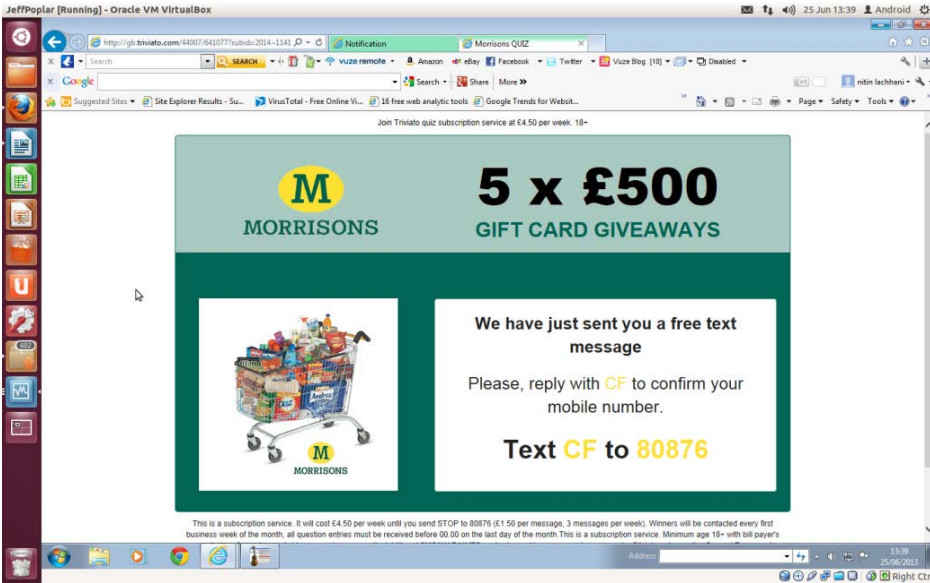 JeffPoplar [Running] - Oracle VM VirtualBox
25 Jun 13:39 Android
http://gb.triviato.com/44007/641077?subid=2014~1141
Notification
Morrisons QUIZ
Search
SEARCH
vuze remote
Amazon
eBay
Facebook
Twitter
Vuze Blog [10]
Disabled
Google
Search
Share
More »
nitin lachhani
Suggested Sites
Site Explorer Results - Su...
VirusTotal - Free Online Vi...
16 free web analytic tools
Google Trends for Websit...
Page
Safety
Tools
Join Triviato quiz subscription service at £4.50 per week. 18+
M
MORRISONS
5 x £500
GIFT CARD GIVEAWAYS
We have just sent you a free text
message
Please, reply with CF to confirm your
mobile number.
Text CF to 80876
M
MORRISONS
This is a subscription service. It will cost £4.50 per week until you send STOP to 80876 (£1.50 per message, 3 messages per week). Winners will be contacted every first
business week of the month, all question entries must be received before 00.00 on the last day of the month.This is a subscription service. Minimum age 18+ with bill payer's
Address
13:39
25/06/2013
Right Ctrl